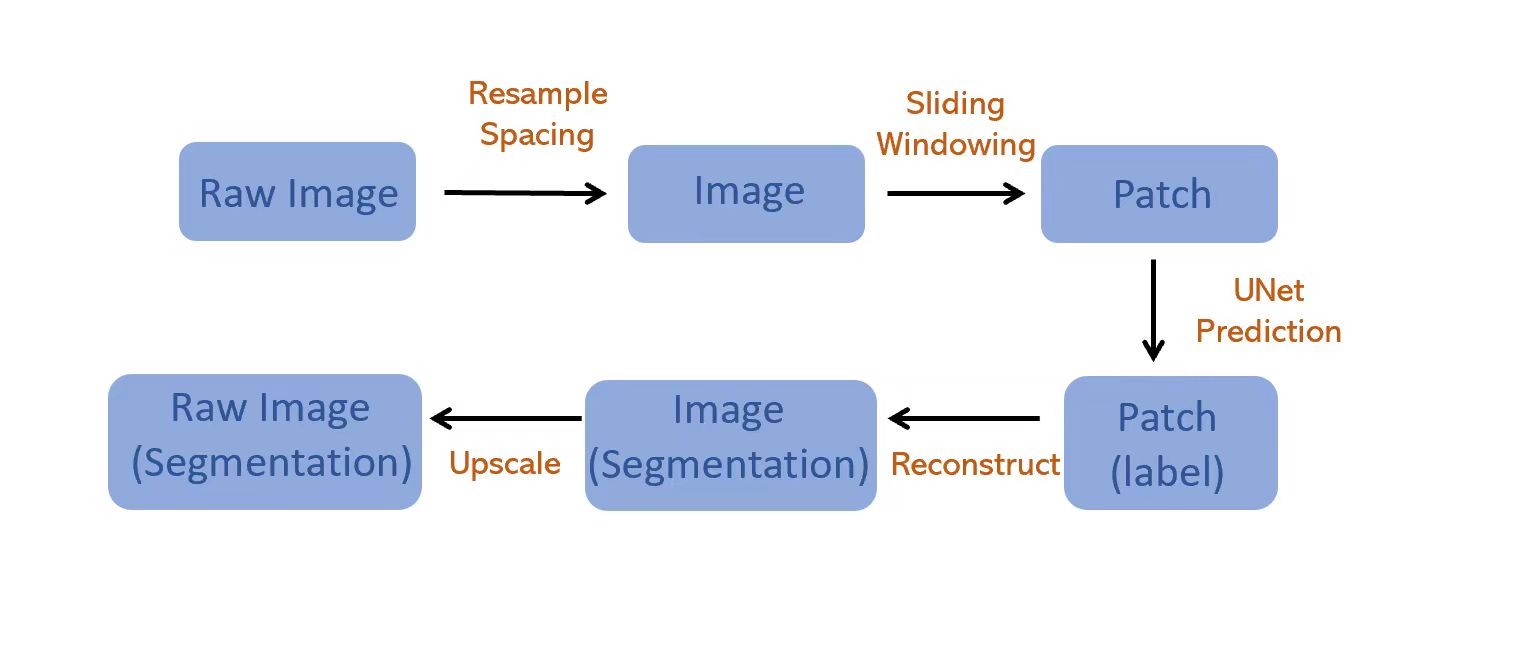 Resample
Spacing
Sliding
Windowing
Raw Image
Image
Patch
UNet
Prediction
Patch
(label)
Reconstruct
Image
(Segmentation)
Upscale
Raw Image
(Segmentation)